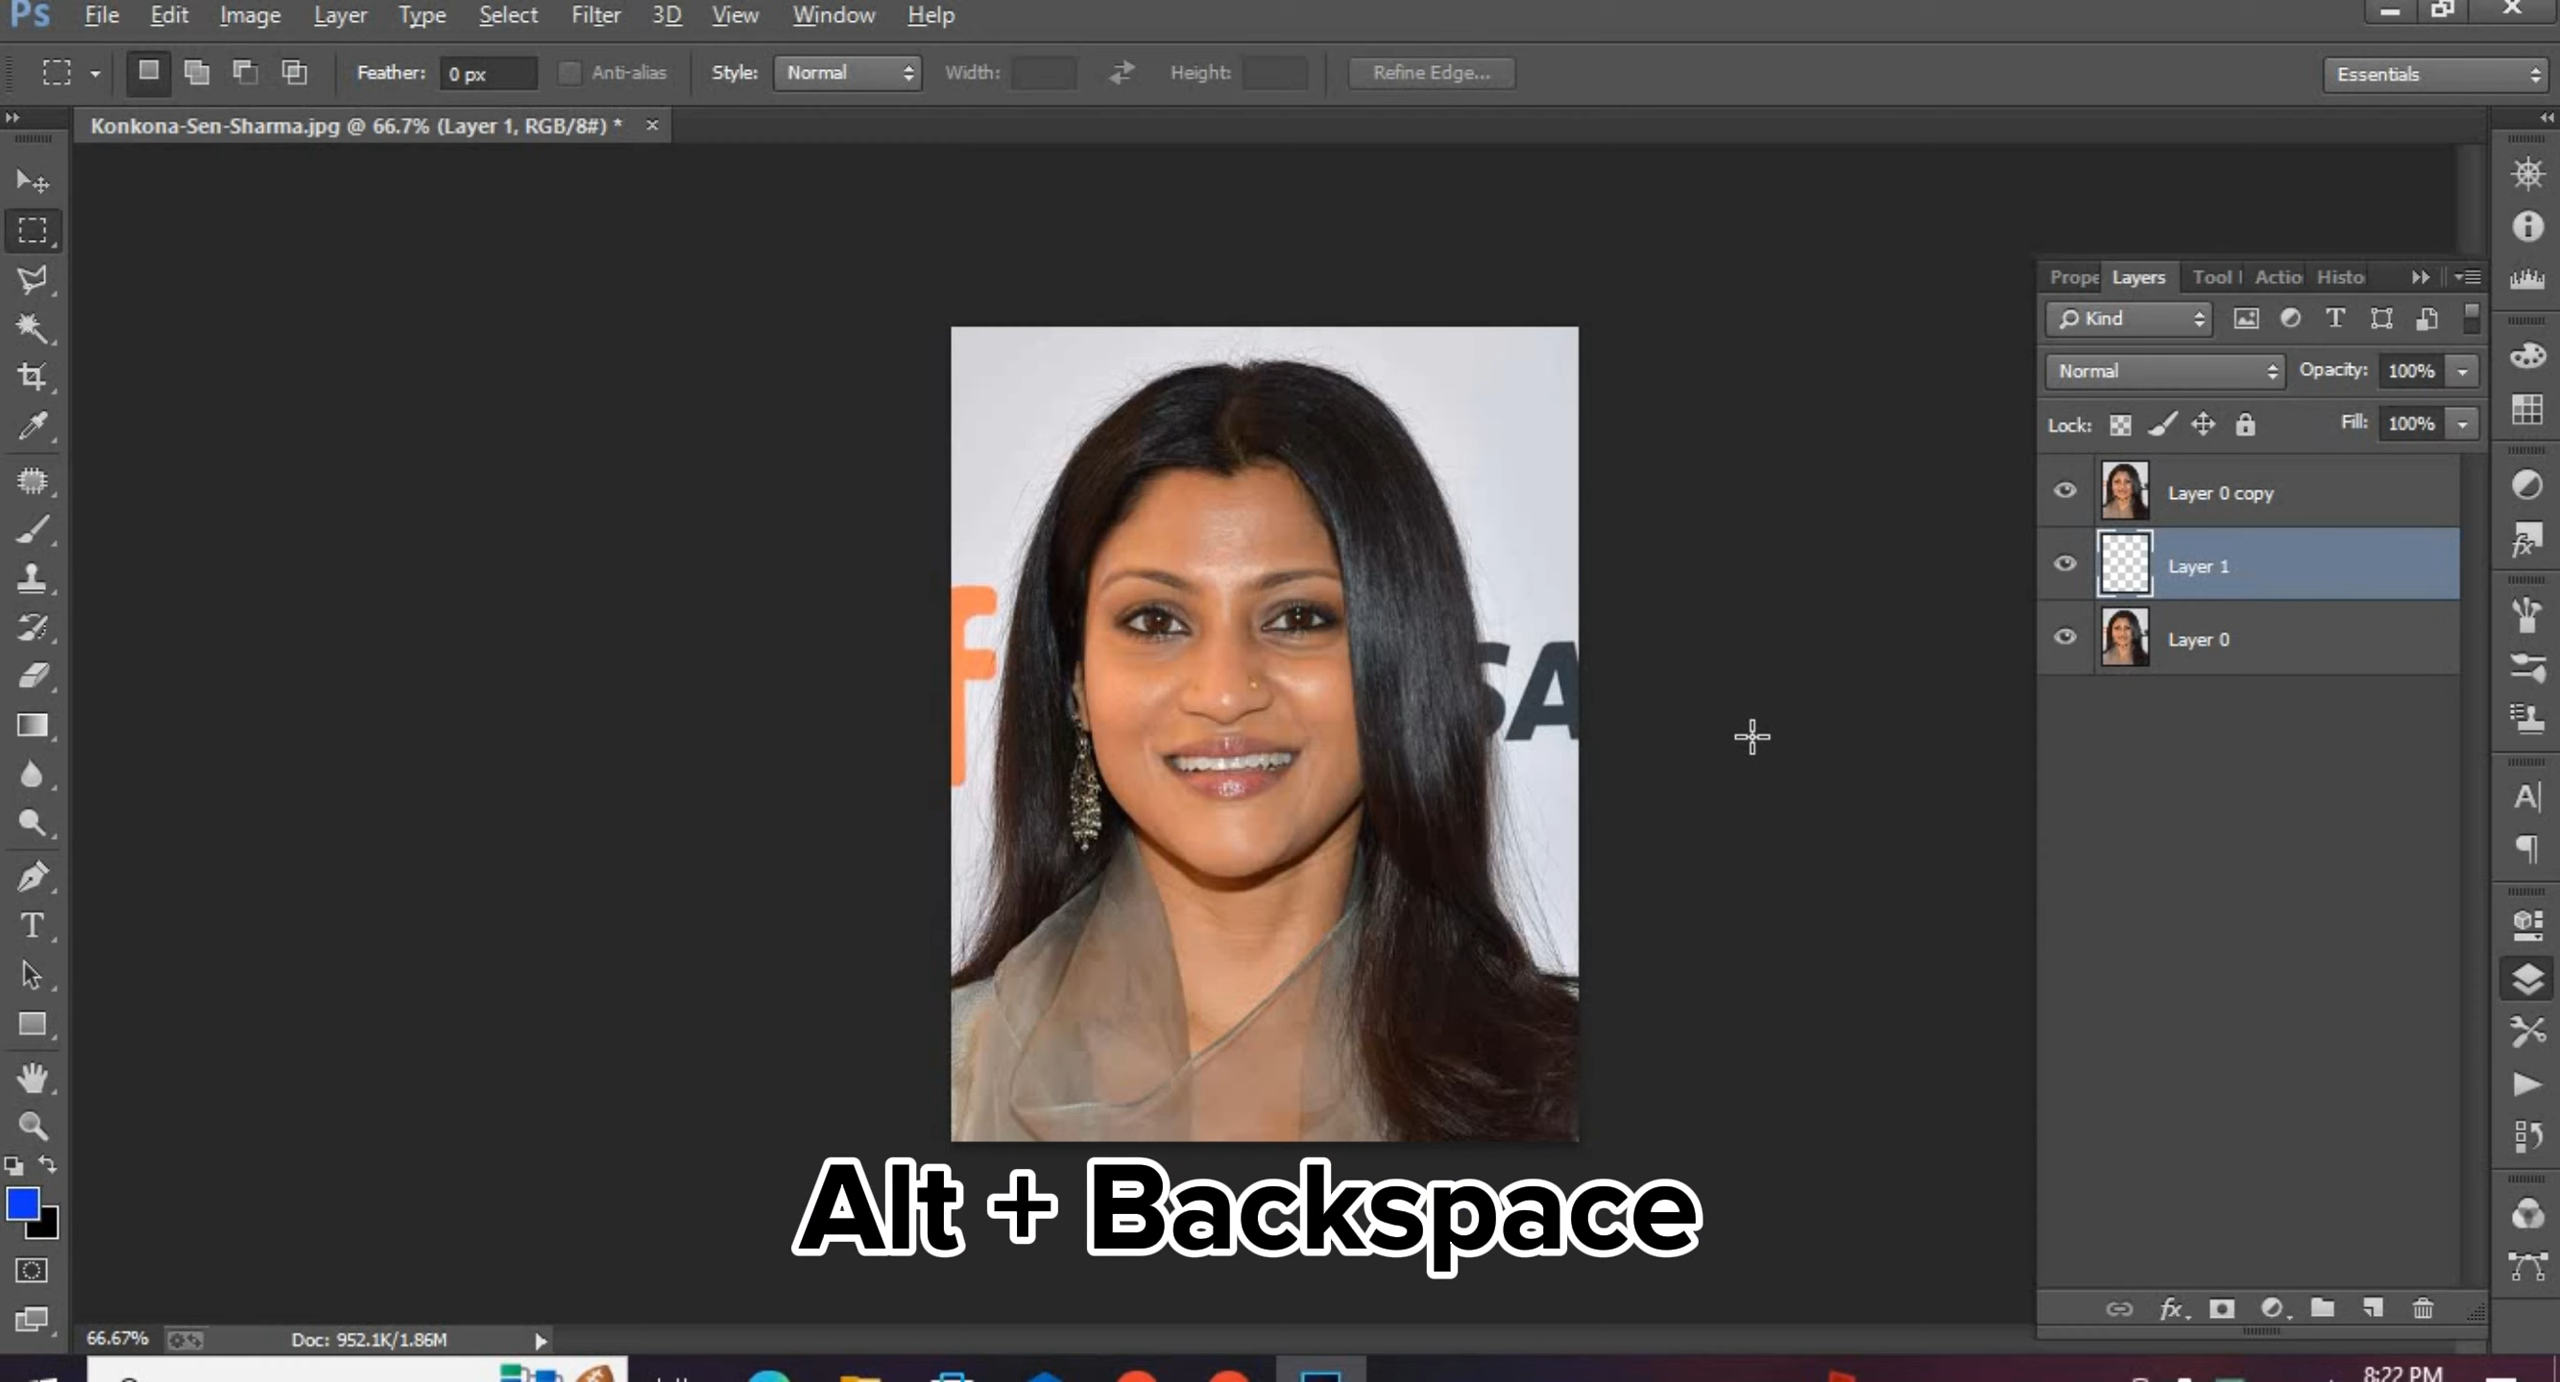 Ps File Edit Image Layer Type Select Filter 3D View Window Help
Feather: 0 px Anti-alias Style: Normal Width: Height: Refine Edge... Essentials
Konkona-Sen-Sharma.jpg @ 66.7% (Layer 1, RGB/8#) * ×
Prope Layers Tool Actio Histo
Kind
Normal Opacity: 100%
Lock: Fill: 100%
Layer 0 copy
Layer 1
Layer 0
f
SA
Alt + Backspace
66.67% Doc: 952.1K/1.86M
8:22 PM